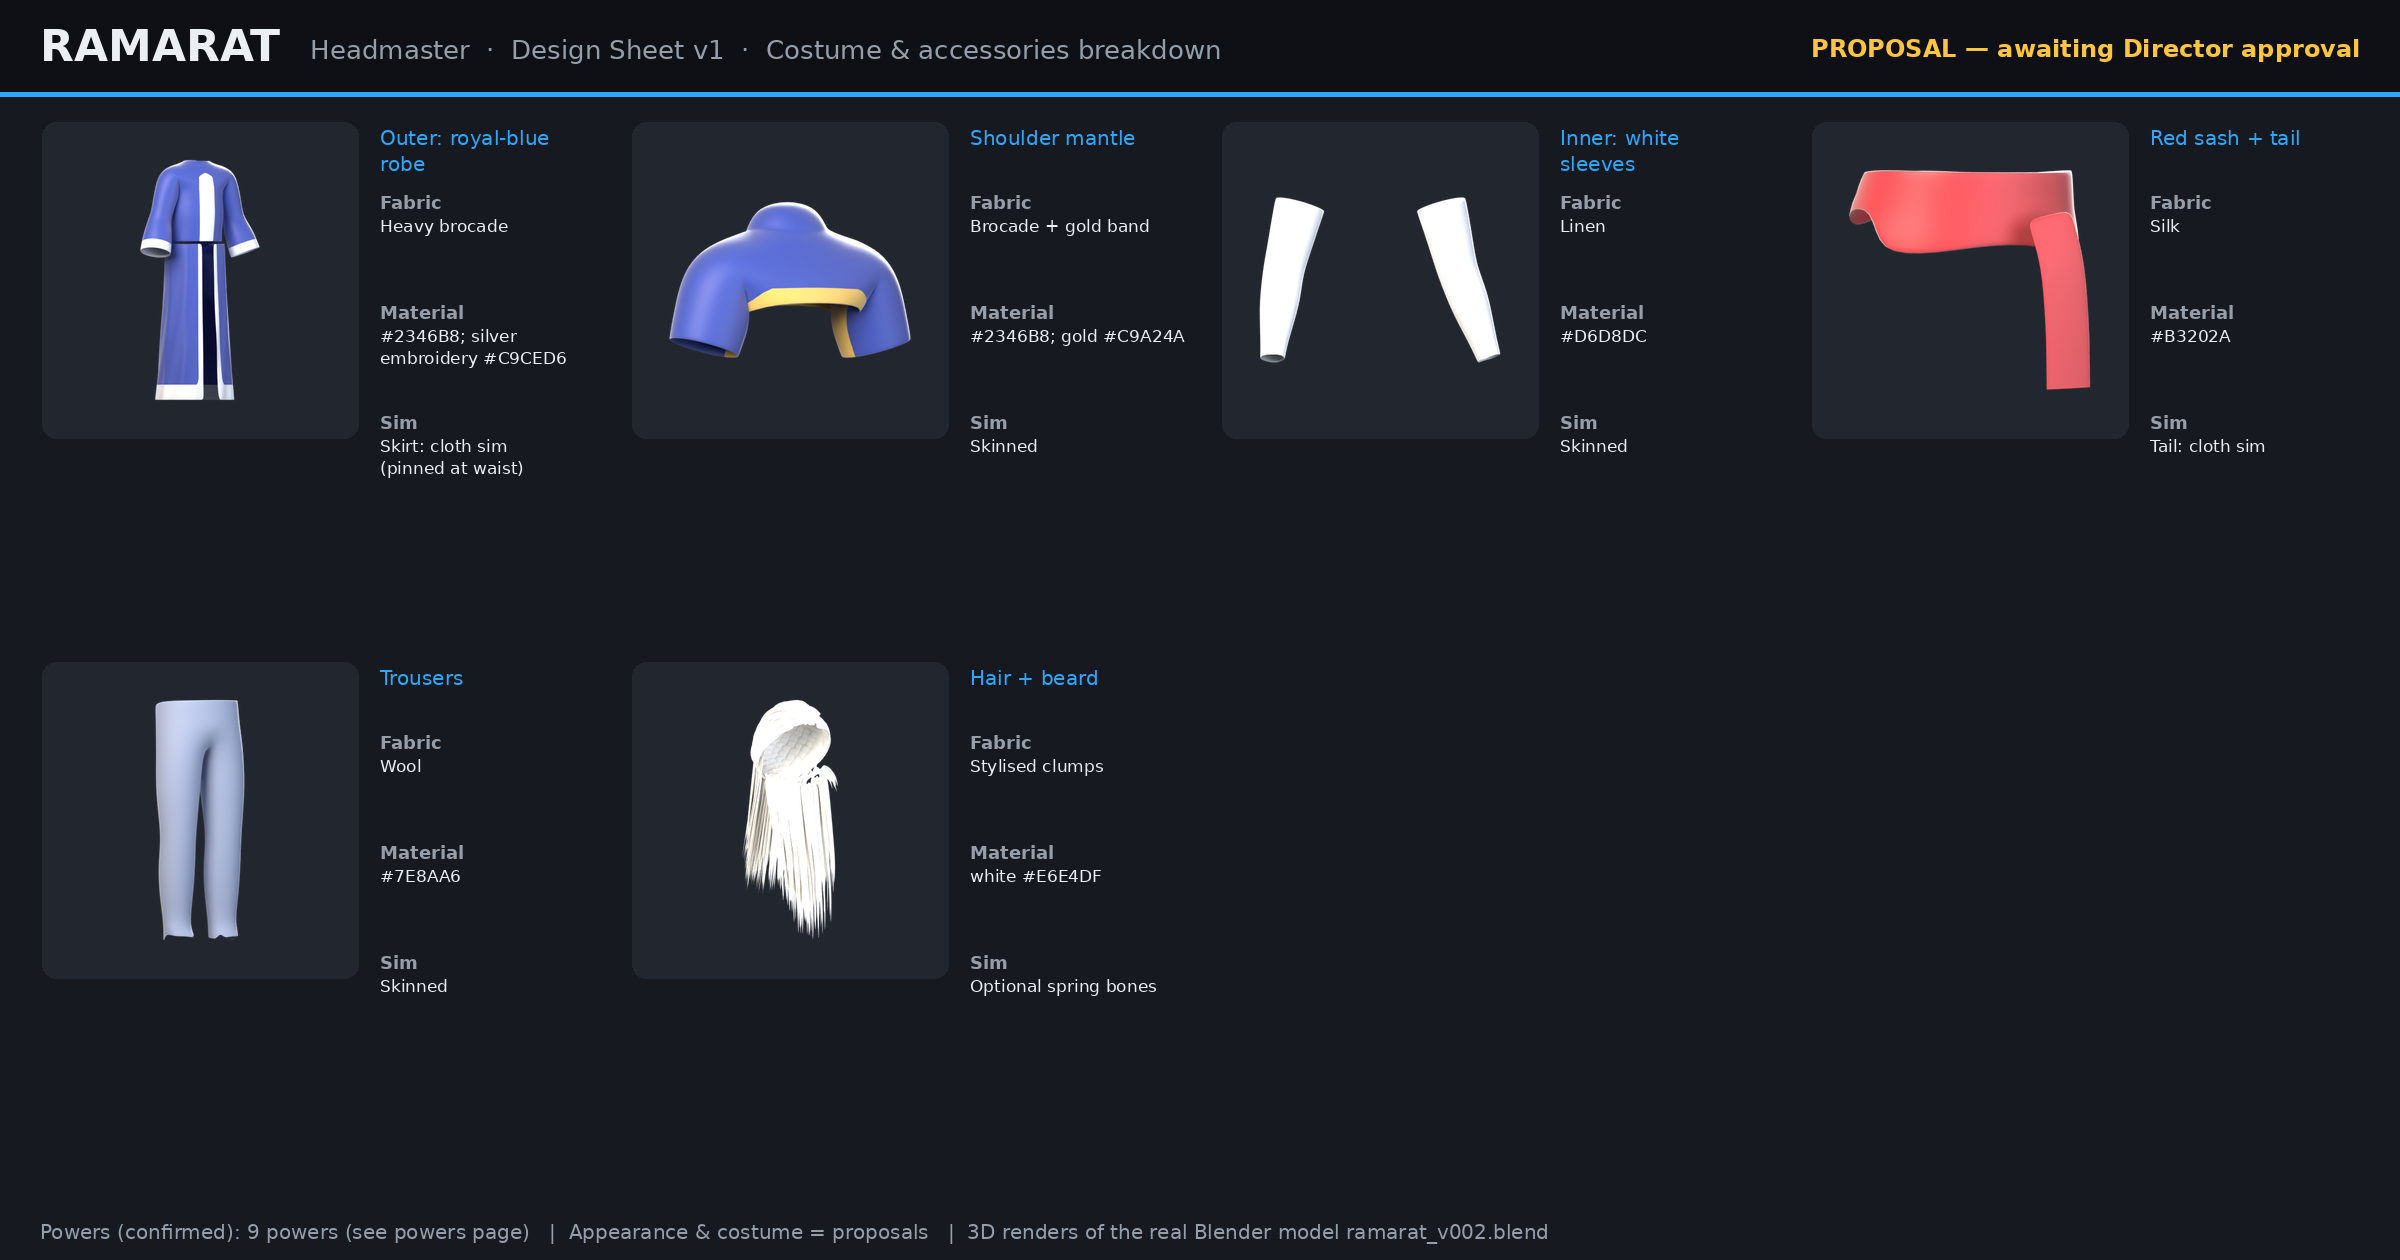 RAMARAT Headmaster · Design Sheet v1 · Costume & accessories breakdown PROPOSAL — awaiting Director approval
Outer: royal-blue
robe
Fabric
Heavy brocade
Material
#2346B8; silver
embroidery #C9CED6
Sim
Skirt: cloth sim
(pinned at waist)
Shoulder mantle
Fabric
Brocade + gold band
Material
#2346B8; gold #C9A24A
Sim
Skinned
Inner: white
sleeves
Fabric
Linen
Material
#D6D8DC
Sim
Skinned
Red sash + tail
Fabric
Silk
Material
#B3202A
Sim
Tail: cloth sim
Trousers
Fabric
Wool
Material
#7E8AA6
Sim
Skinned
Hair + beard
Fabric
Stylised clumps
Material
white #E6E4DF
Sim
Optional spring bones
Powers (confirmed): 9 powers (see powers page) | Appearance & costume = proposals | 3D renders of the real Blender model ramarat_v002.blend